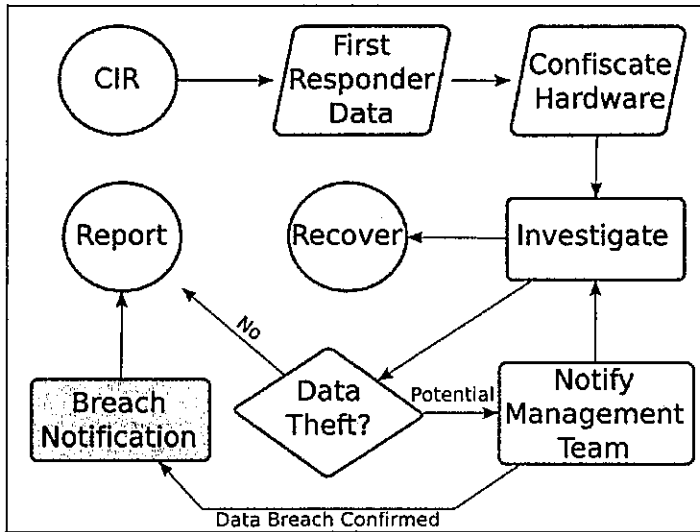 CIR
First
Responder
Data
Confiscate
Hardware
Report
Recover
Investigate
No
Breach
Notification
Data
Theft?
Potential
Notify
Management
Team
Data Breach Confirmed